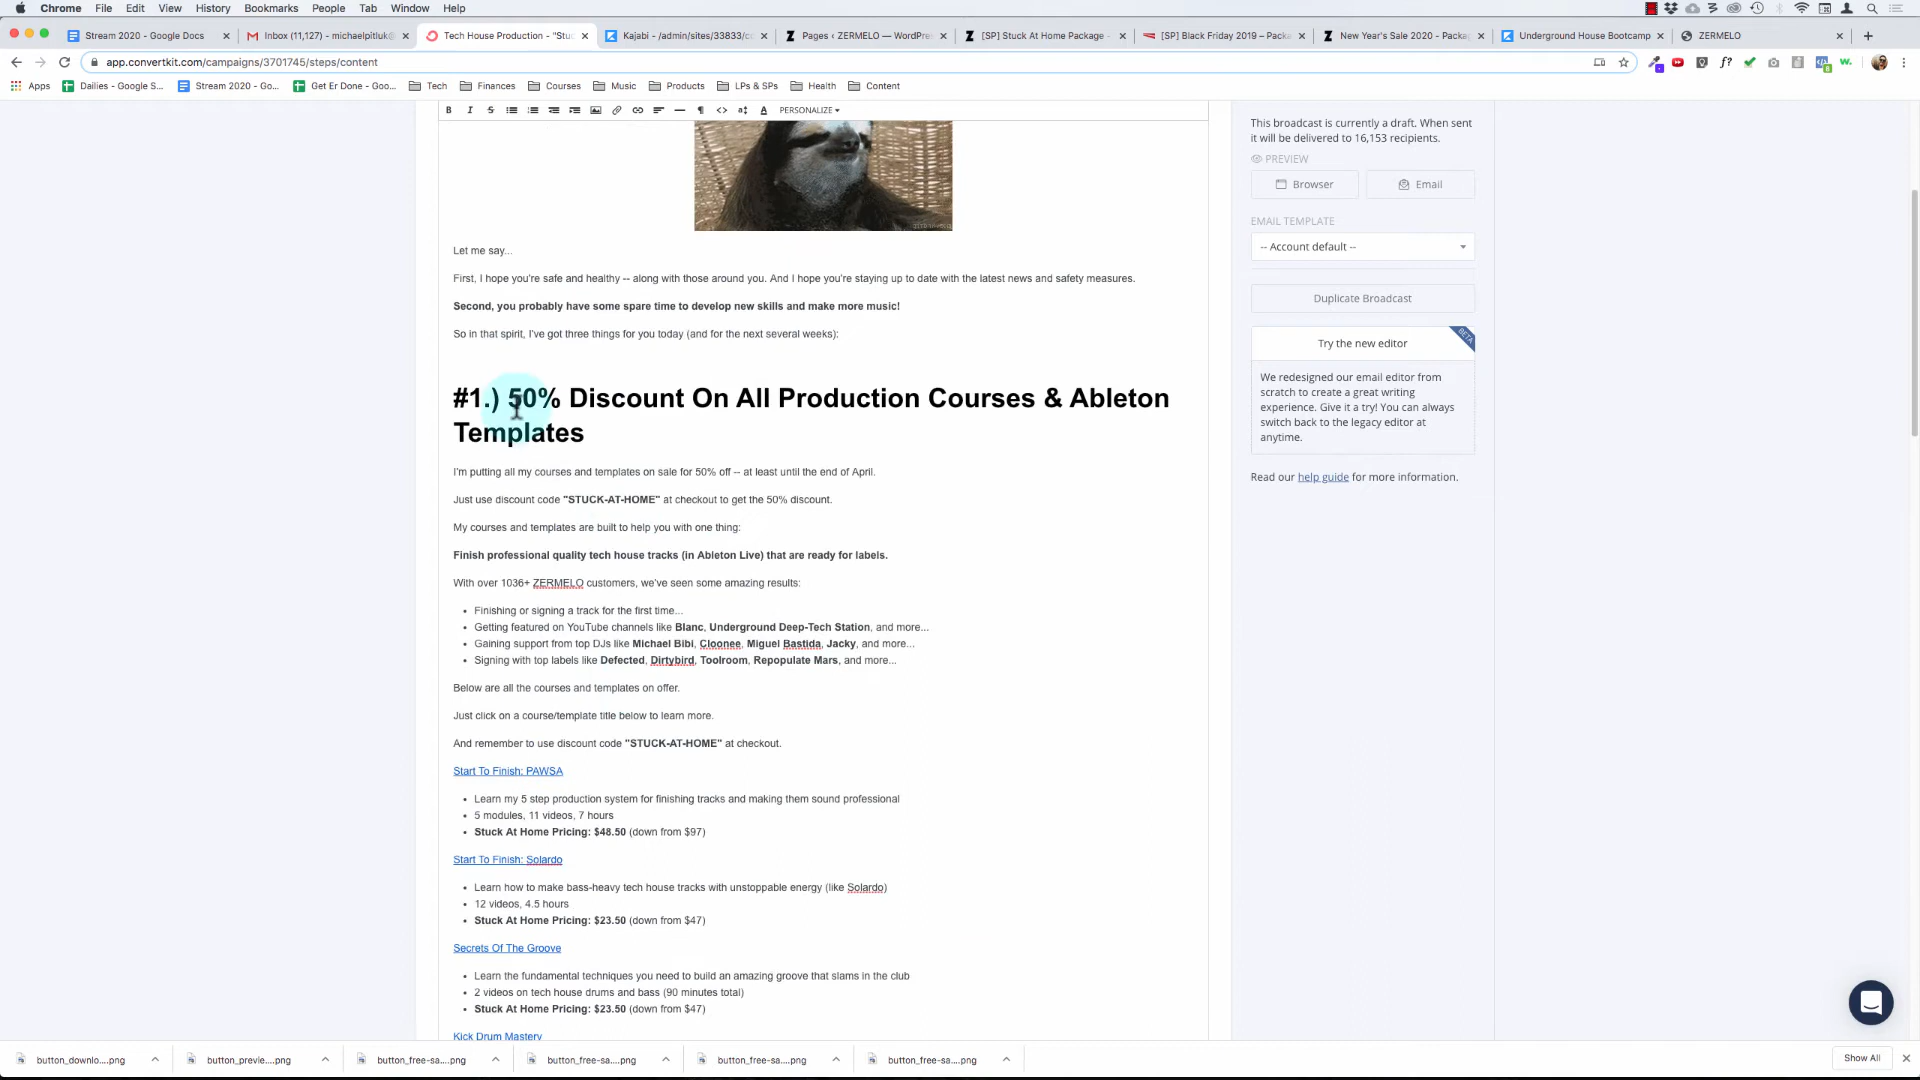 Chrome File Edit View History Bookmarks People Tab Window Help
Stream 2020 - Google Docs
Inbox (11,127) - michaelpitluk@
Tech House Production - "Stu
Kajabi - /admin/sites/33833/c
Pages ‹ ZERMELO — WordPre
[SP] Stuck At Home Package -
[SP] Black Friday 2019 – Packa
New Year's Sale 2020 - Packa
Underground House Bootcamp
ZERMELO
app.convertkit.com/campaigns/3701745/steps/content
Apps Dailies - Google S... Stream 2020 - Go... Get Er Done - Goo... Tech Finances Courses Music Products LPs & SPs Health Content
PERSONALIZE
Let me say...
First, I hope you're safe and healthy -- along with those around you. And I hope you're staying up to date with the latest news and safety measures.
Second, you probably have some spare time to develop new skills and make more music!
So in that spirit, I've got three things for you today (and for the next several weeks):
#1.) 50% Discount On All Production Courses & Ableton
Templates
I'm putting all my courses and templates on sale for 50% off -- at least until the end of April.
Just use discount code "STUCK-AT-HOME" at checkout to get the 50% discount.
My courses and templates are built to help you with one thing:
Finish professional quality tech house tracks (in Ableton Live) that are ready for labels.
With over 1036+ ZERMELO customers, we've seen some amazing results:
• Finishing or signing a track for the first time...
• Getting featured on YouTube channels like Blanc, Underground Deep-Tech Station, and more...
• Gaining support from top DJs like Michael Bibi, Cloonee, Miguel Bastida, Jacky, and more...
• Signing with top labels like Defected, Dirtybird, Toolroom, Repopulate Mars, and more...
Below are all the courses and templates on offer.
Just click on a course/template title below to learn more.
And remember to use discount code "STUCK-AT-HOME" at checkout.
Start To Finish: PAWSA
• Learn my 5 step production system for finishing tracks and making them sound professional
• 5 modules, 11 videos, 7 hours
• Stuck At Home Pricing: $48.50 (down from $97)
Start To Finish: Solardo
• Learn how to make bass-heavy tech house tracks with unstoppable energy (like Solardo)
• 12 videos, 4.5 hours
• Stuck At Home Pricing: $23.50 (down from $47)
Secrets Of The Groove
• Learn the fundamental techniques you need to build an amazing groove that slams in the club
• 2 videos on tech house drums and bass (90 minutes total)
• Stuck At Home Pricing: $23.50 (down from $47)
Kick Drum Mastery
This broadcast is currently a draft. When sent
it will be delivered to 16,153 recipients.
PREVIEW
Browser
Email
EMAIL TEMPLATE
-- Account default --
Duplicate Broadcast
BETA
Try the new editor
We redesigned our email editor from
scratch to create a great writing
experience. Give it a try! You can always
switch back to the legacy editor at
anytime.
Read our help guide for more information.
button_downlo....png
button_previe....png
button_free-sa....png
button_free-sa....png
button_free-sa....png
button_free-sa....png
Show All